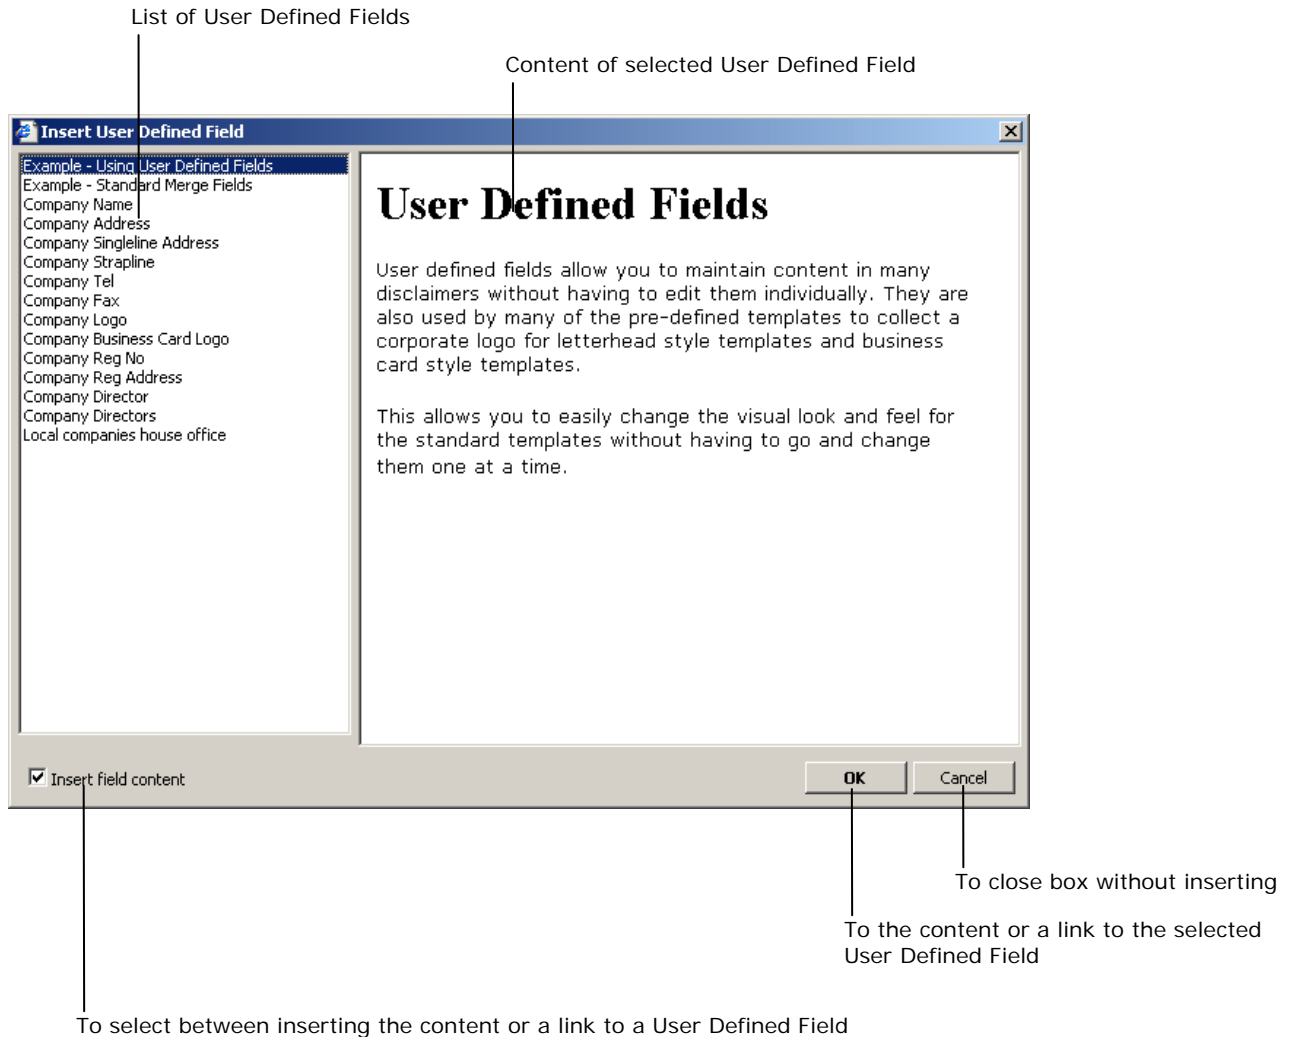 List of User Defined Fields
Content of selected User Defined Field
Insert User Defined Field
Example - Using User Defined Fields
Example - Standard Merge Fields
Company Name
Company Address
Company Singleline Address
Company Strapline
Company Tel
Company Fax
Company Logo
Company Business Card Logo
Company Reg No
Company Reg Address
Company Director
Company Directors
Local companies house office
User Defined Fields
User defined fields allow you to maintain content in many
disclaimers without having to edit them individually. They are
also used by many of the pre-defined templates to collect a
corporate logo for letterhead style templates and business
card style templates.
This allows you to easily change the visual look and feel for
the standard templates without having to go and change
them one at a time.
Insert field content
OK
Cancel
To close box without inserting
To the content or a link to the selected
User Defined Field
To select between inserting the content or a link to a User Defined Field